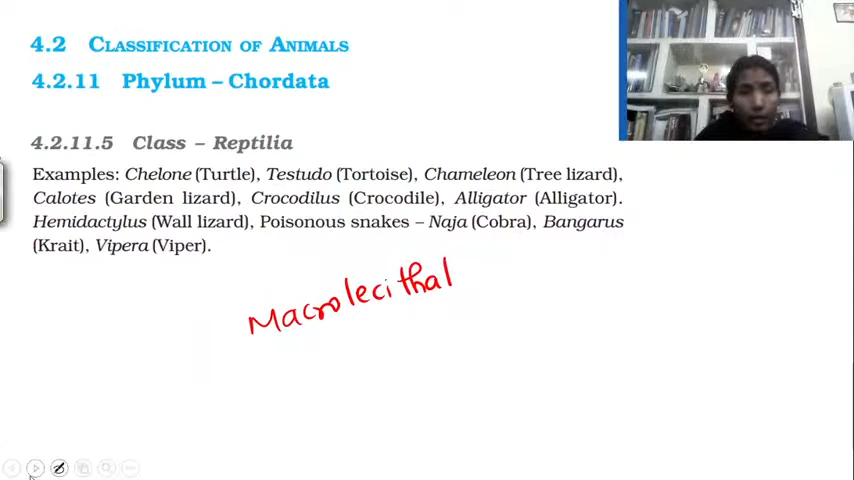 4.2 Classification of Animals
4.2.11 Phylum – Chordata
4.2.11.5 Class – Reptilia
Examples: Chelone (Turtle), Testudo (Tortoise), Chameleon (Tree lizard),
Calotes (Garden lizard), Crocodilus (Crocodile), Alligator (Alligator).
Hemidactylus (Wall lizard), Poisonous snakes – Naja (Cobra), Bangarus
(Krait), Vipera (Viper).
Macrolecithal